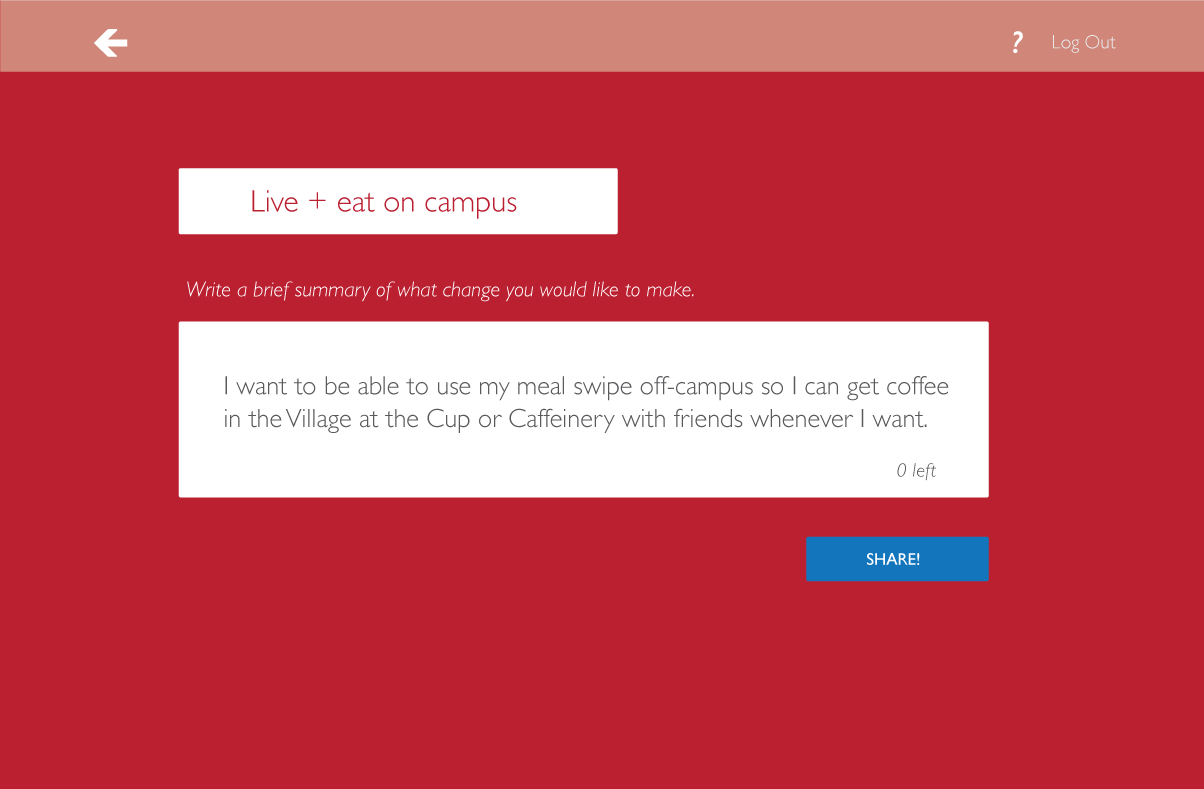 ? Log Out
Live + eat on campus
Write a brief summary of what change you would like to make.
I want to be able to use my meal swipe off-campus so I can get coffee
in the Village at the Cup or Caffeinery with friends whenever I want.
0 left
SHARE!